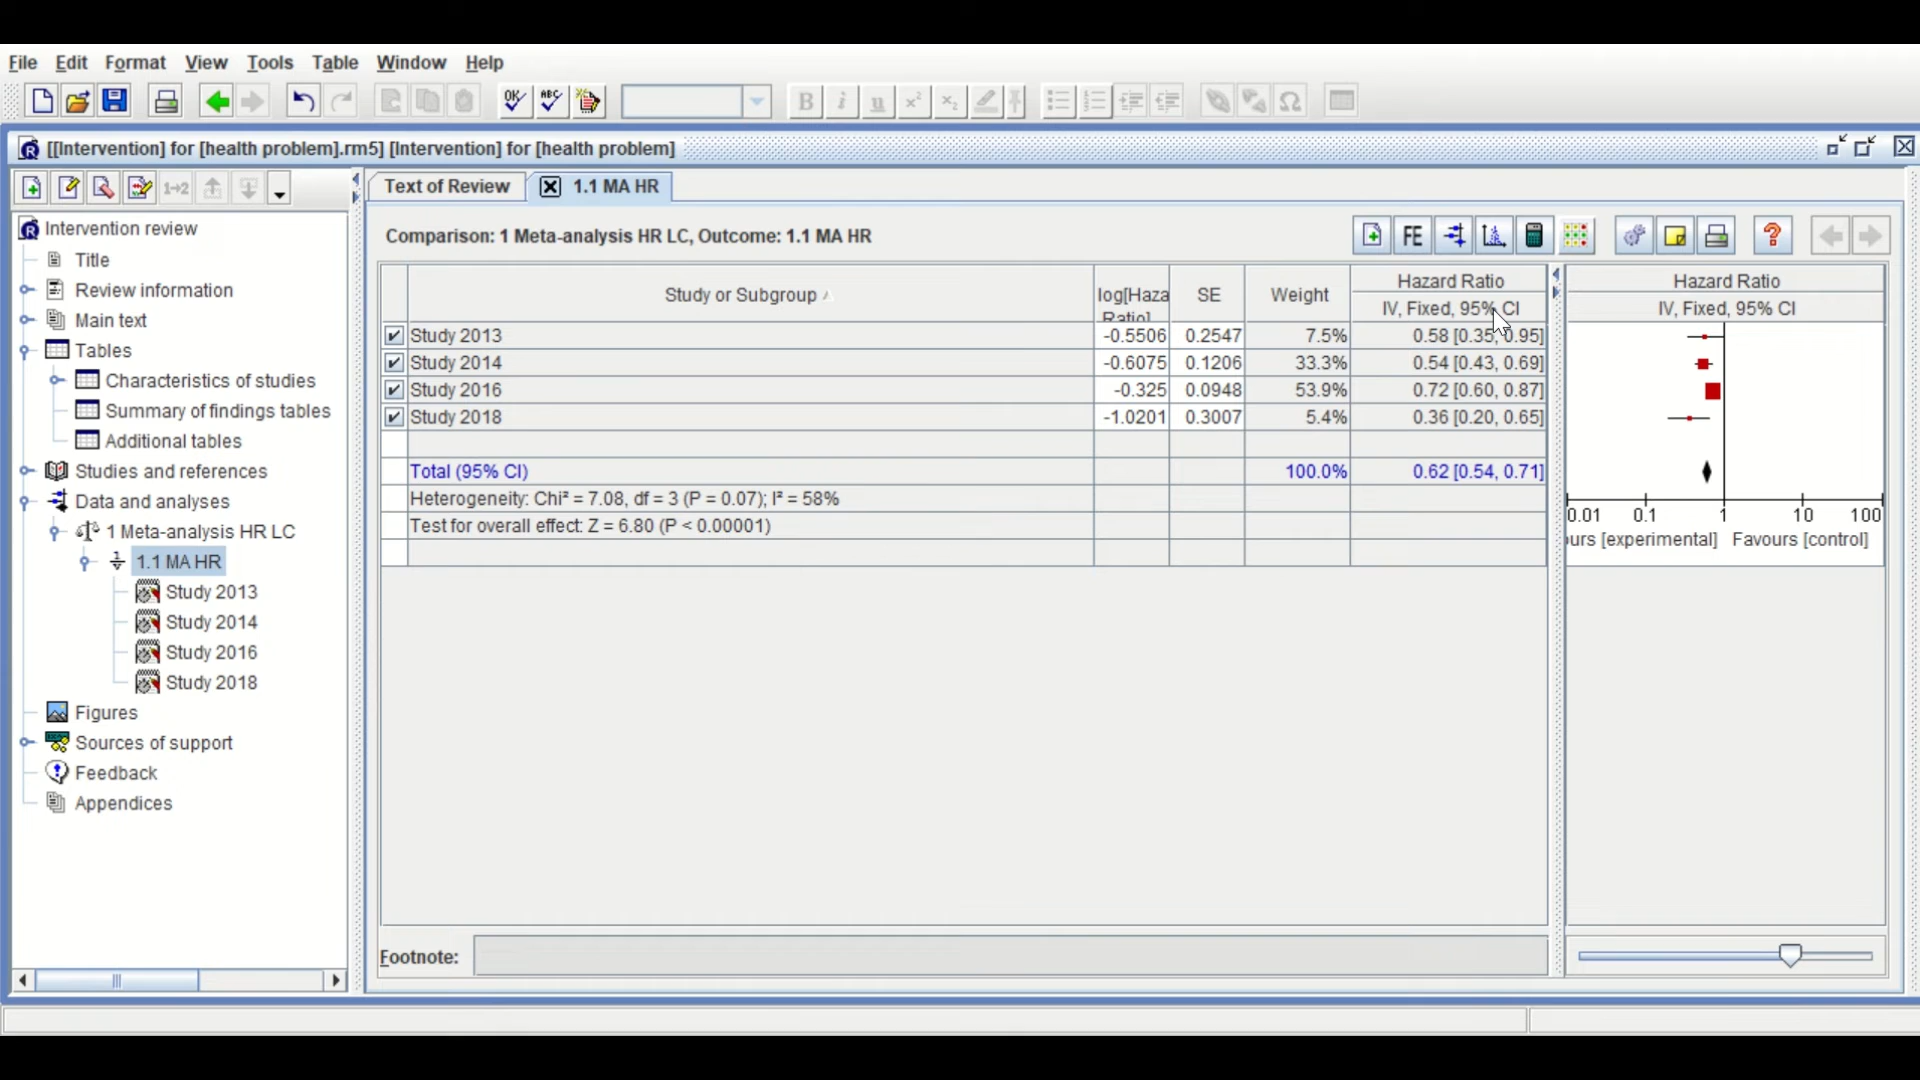 File Edit Format View Tools Table Window Help
OK ABC B i u x² x₂ Ω
[[Intervention] for [health problem].rm5] [Intervention] for [health problem]
1→2
Text of Review 1.1 MA HR
Intervention review
Title
Review information
Main text
Tables
Characteristics of studies
Summary of findings tables
Additional tables
Studies and references
Data and analyses
1 Meta-analysis HR LC
1.1 MA HR
Study 2013
Study 2014
Study 2016
Study 2018
Figures
Sources of support
Feedback
Appendices
Comparison: 1 Meta-analysis HR LC, Outcome: 1.1 MA HR
FE ?
Study or Subgroup log[Haza Ratio] SE Weight Hazard Ratio Hazard Ratio
IV, Fixed, 95% CI IV, Fixed, 95% CI
Study 2013 -0.5506 0.2547 7.5% 0.58 [0.35, 0.95]
Study 2014 -0.6075 0.1206 33.3% 0.54 [0.43, 0.69]
Study 2016 -0.325 0.0948 53.9% 0.72 [0.60, 0.87]
Study 2018 -1.0201 0.3007 5.4% 0.36 [0.20, 0.65]
Total (95% CI) 100.0% 0.62 [0.54, 0.71]
Heterogeneity: Chi² = 7.08, df = 3 (P = 0.07); I² = 58%
Test for overall effect: Z = 6.80 (P < 0.00001)
0.01 0.1 1 10 100
ours [experimental] Favours [control]
Footnote: